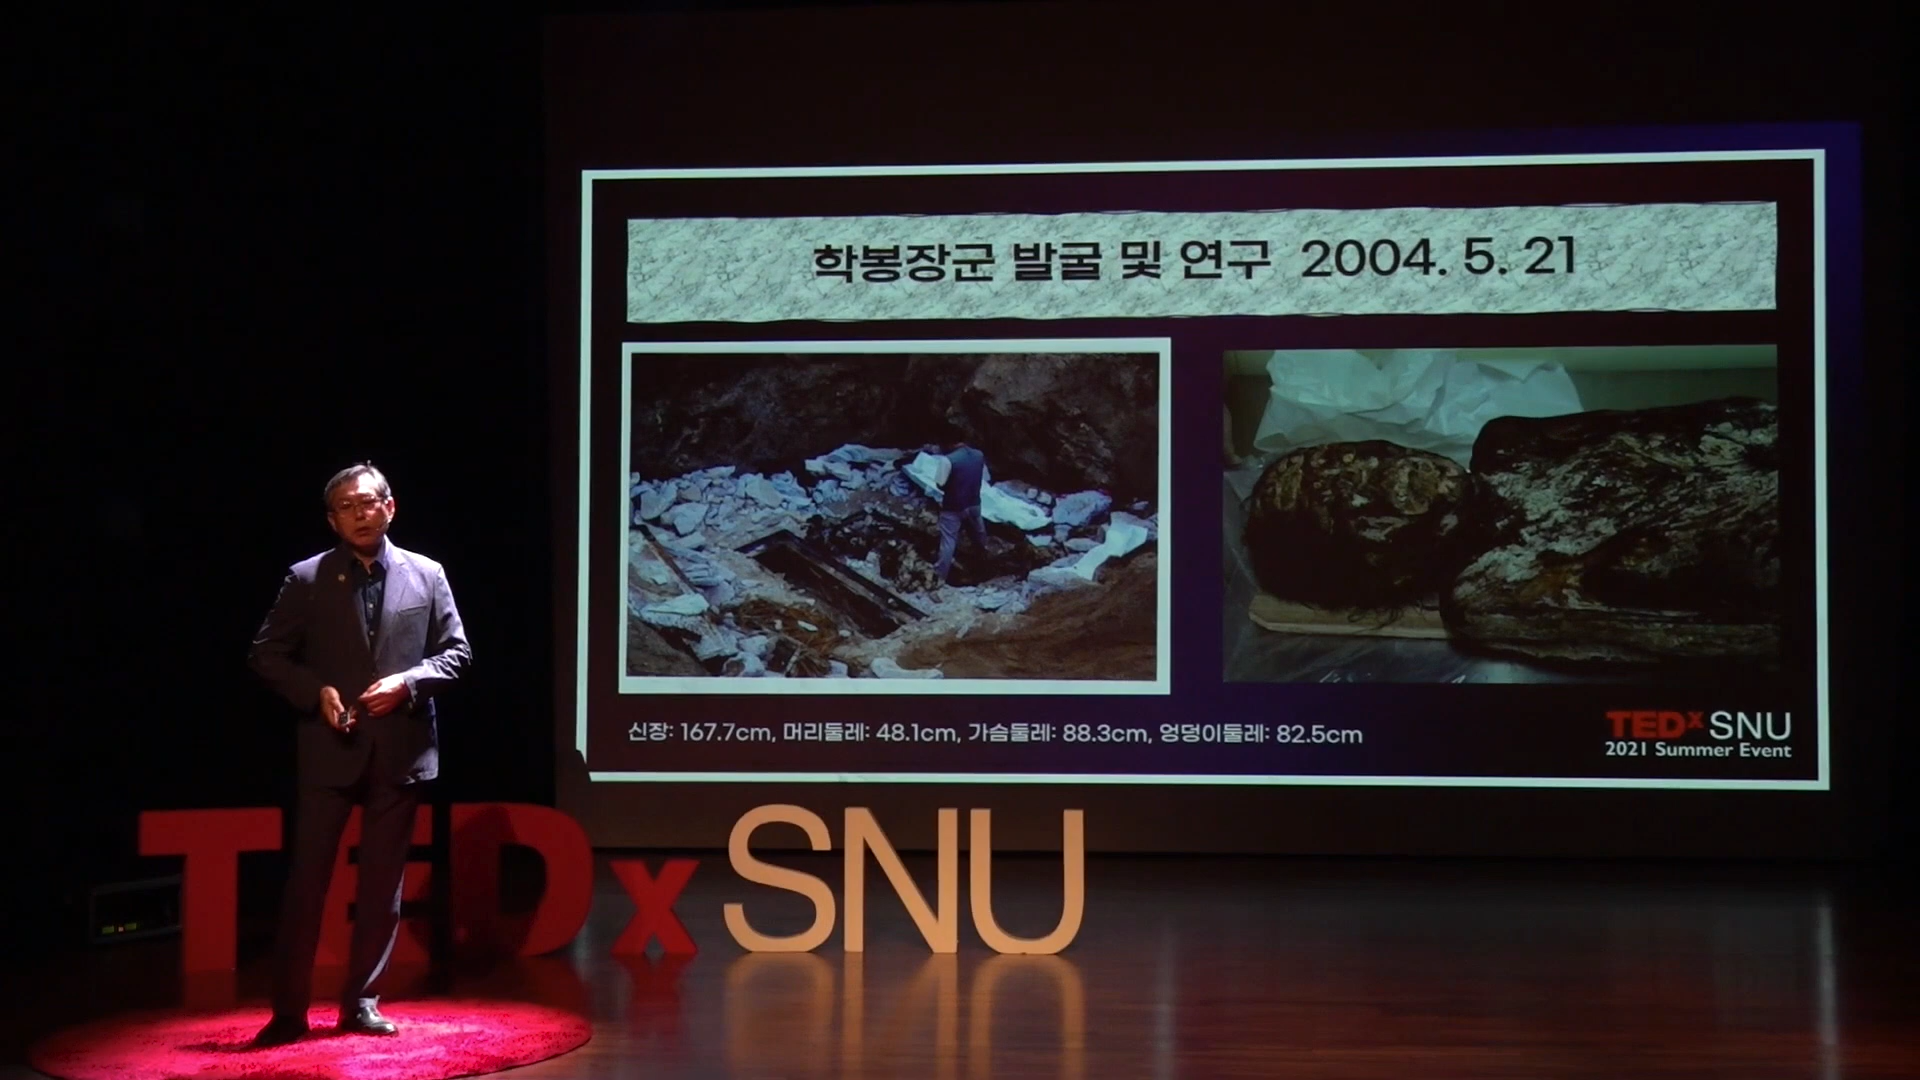 학봉장군 발굴 및 연구 2004. 5. 21
신장: 167.7cm, 머리둘레: 48.1cm, 가슴둘레: 88.3cm, 엉덩이둘레: 82.5cm
TEDx SNU
2021 Summer Event
TEDx SNU